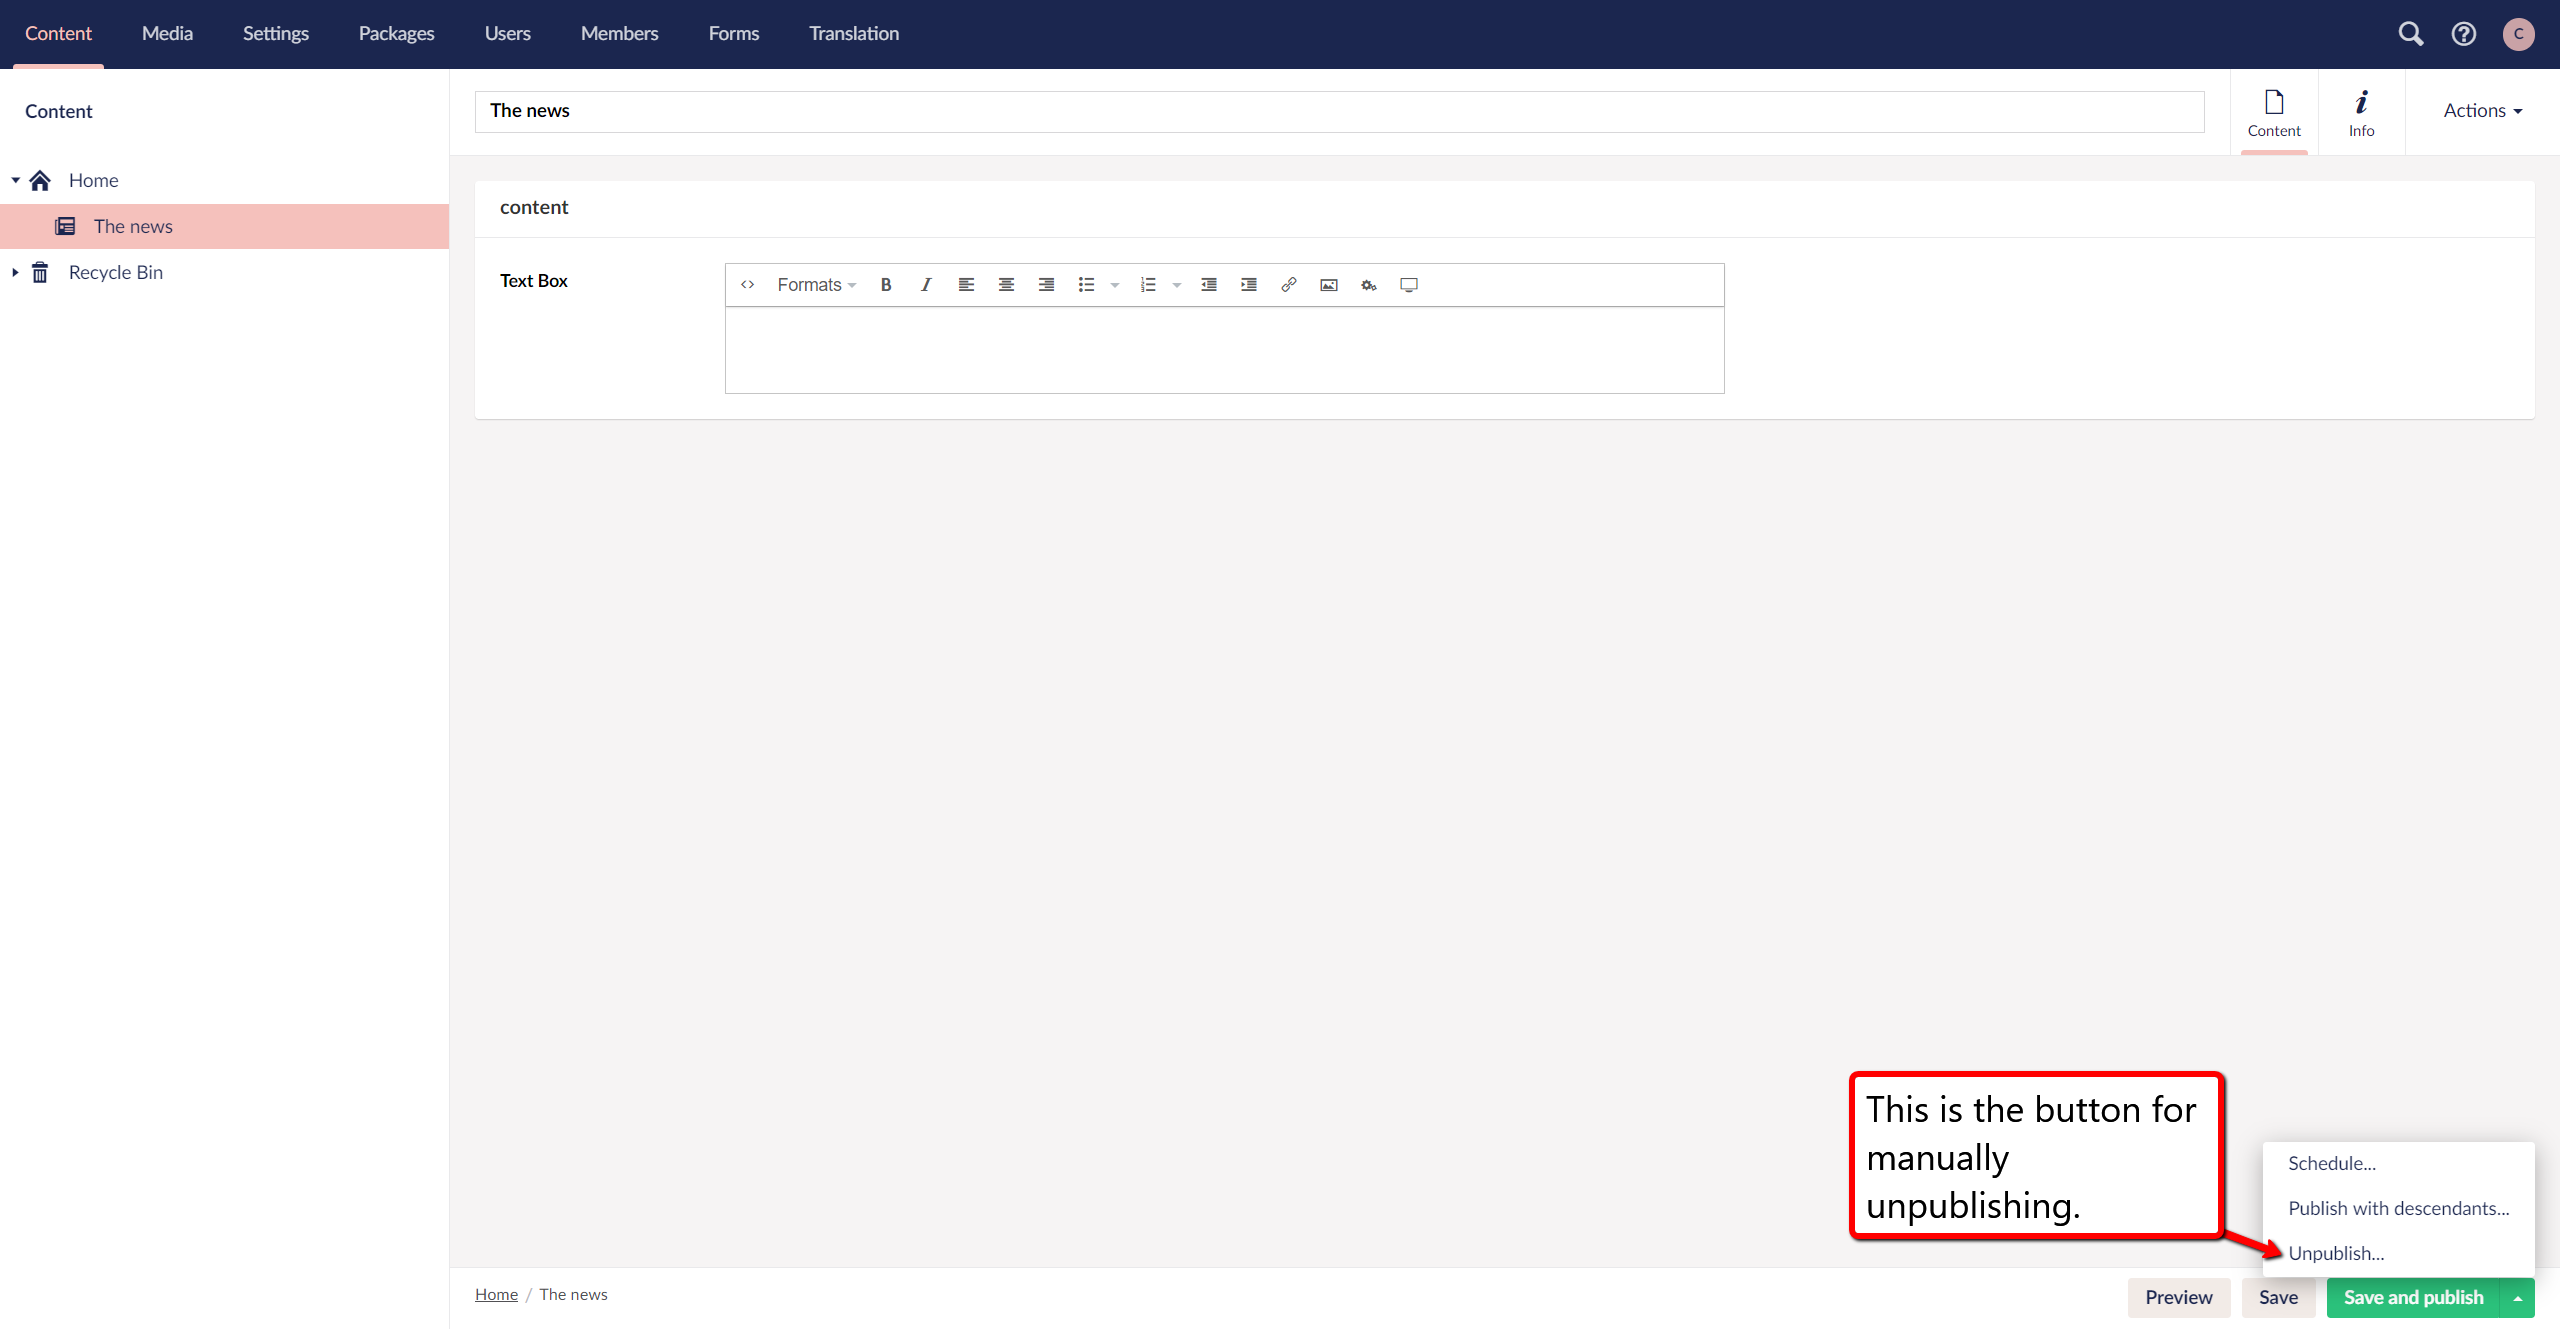 Content Media Settings Packages Users Members Forms Translation C
Content
The news
Content
Info
Actions
Home
The news
Recycle Bin
content
Text Box
Formats
This is the button for
manually
unpublishing.
Schedule...
Publish with descendants...
Unpublish...
Home / The news
Preview
Save
Save and publish